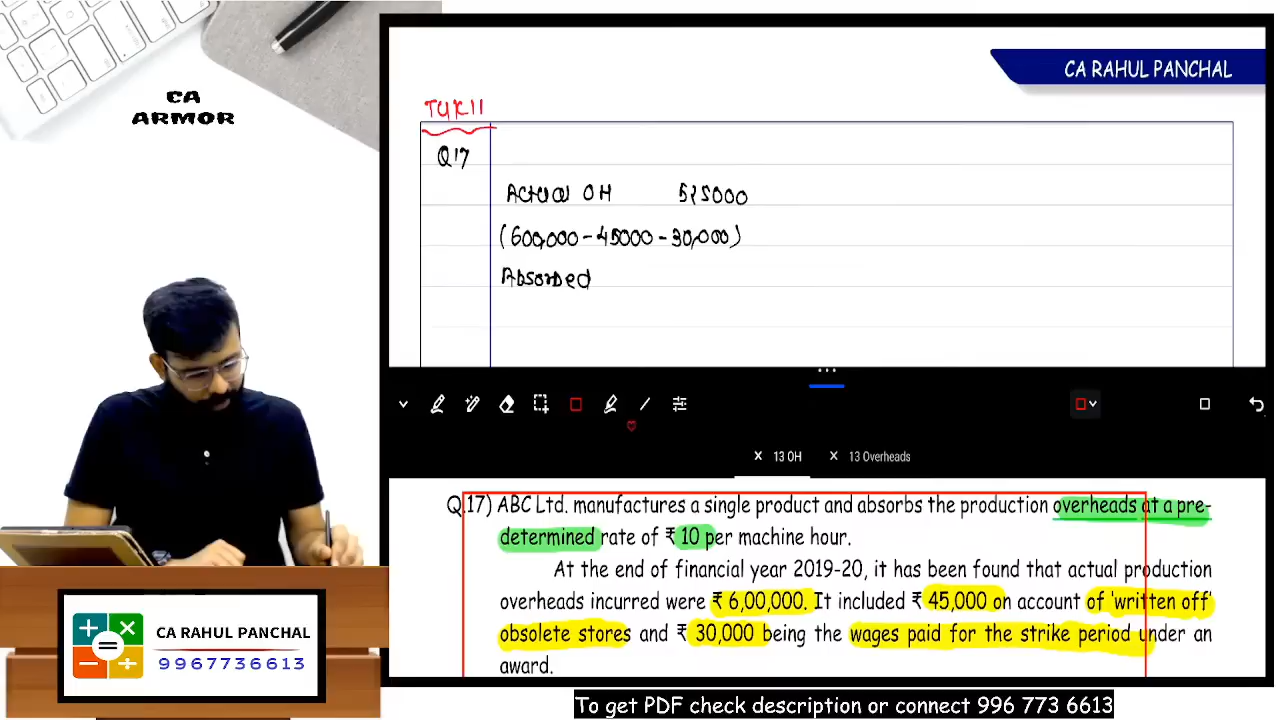 CA
ARMOR
CA RAHUL PANCHAL
TYK11
Q17
Actual OH 525000
(600,000 - 45000 - 30,000)
Absorbed
13 OH
13 Overheads
Q.17) ABC Ltd. manufactures a single product and absorbs the production overheads at a pre-
determined rate of ₹ 10 per machine hour.
At the end of financial year 2019-20, it has been found that actual production
overheads incurred were ₹ 6,00,000. It included ₹ 45,000 on account of 'written off'
obsolete stores and ₹ 30,000 being the wages paid for the strike period under an
award.
CA RAHUL PANCHAL
9967736613
To get PDF check description or connect 996 773 6613